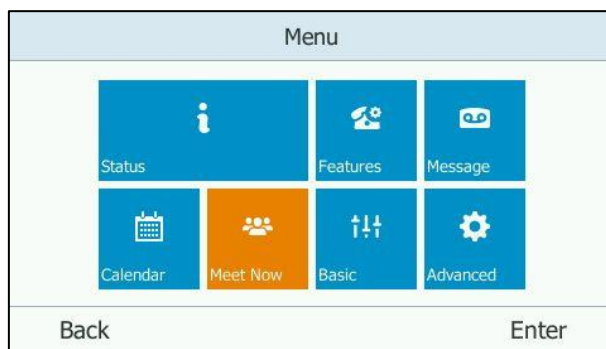 Menu
Status
Features
Message
Calendar
Meet Now
Basic
Advanced
Back
Enter